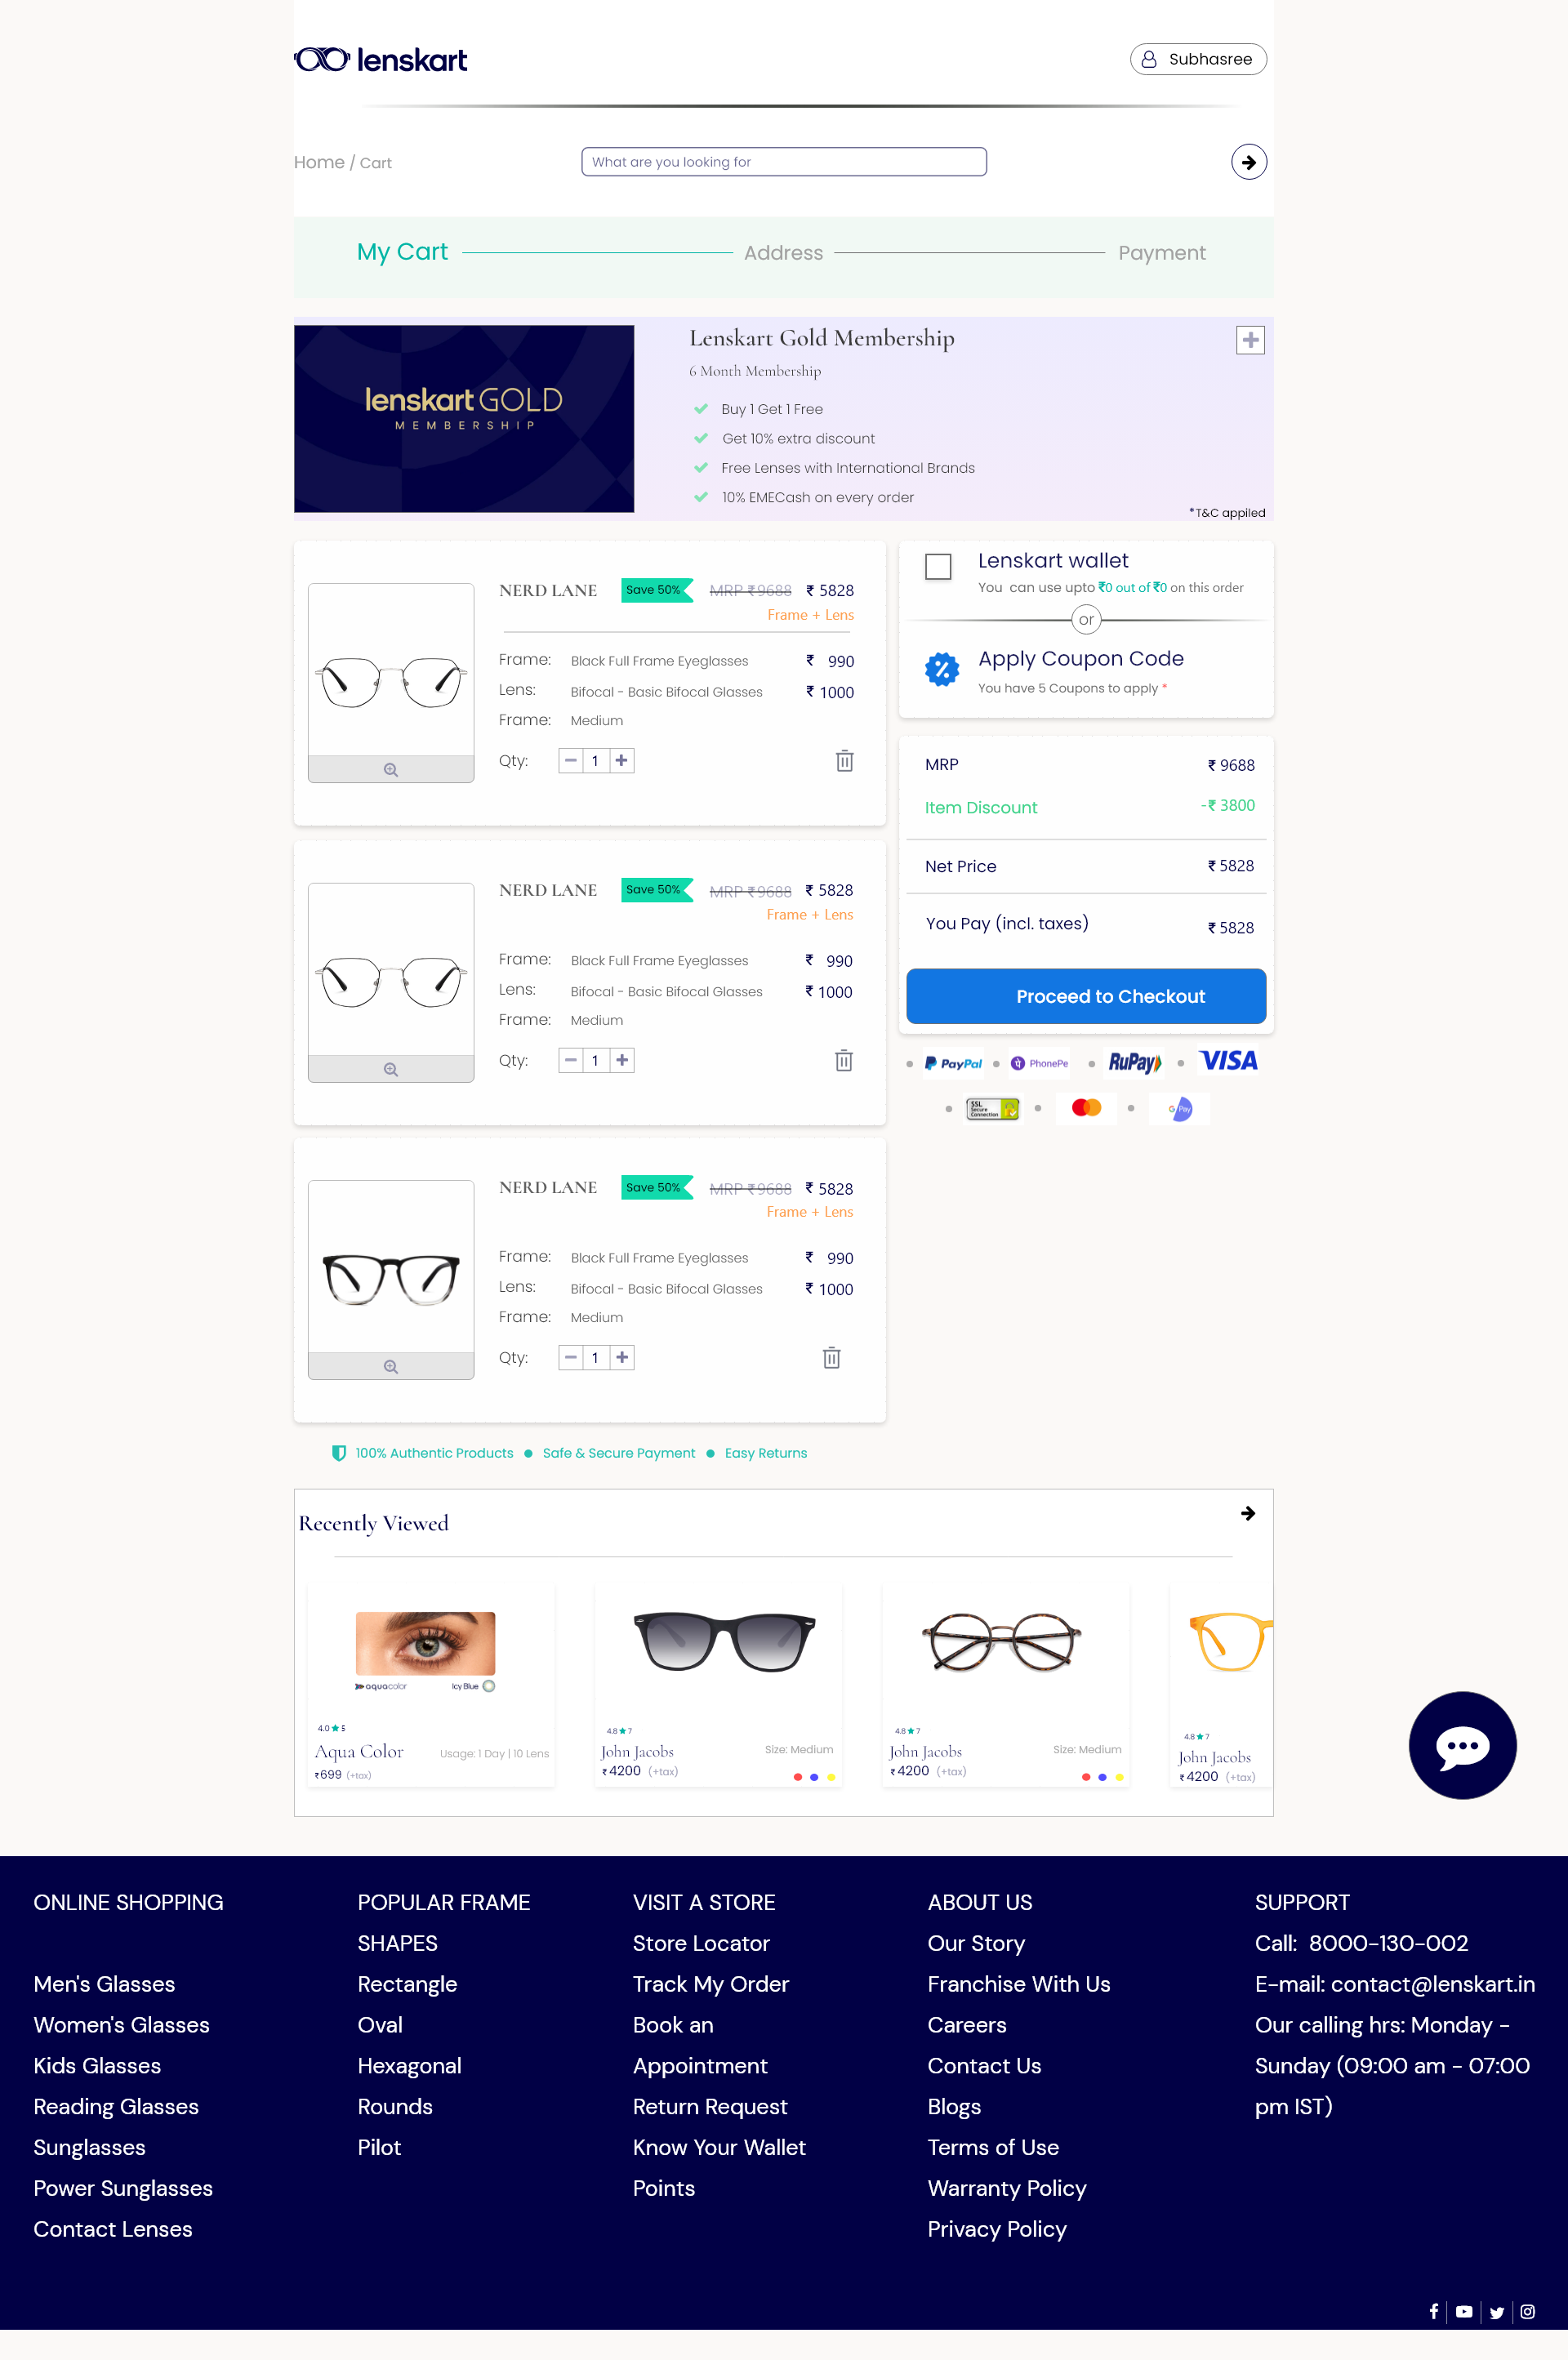 lenskart
Subhasree
Home / Cart
What are you looking for
My Cart
Address
Payment
lenskart GOLD
MEMBERSHIP
Lenskart Gold Membership
6 Month Membership
Buy 1 Get 1 Free
Get 10% extra discount
Free Lenses with International Brands
10% EMECash on every order
*T&C appiled
NERD LANE Save 50% MRP ₹9688 ₹ 5828
Frame + Lens
Frame: Black Full Frame Eyeglasses ₹ 990
Lens: Bifocal - Basic Bifocal Glasses ₹ 1000
Frame: Medium
Qty: 1
NERD LANE Save 50% MRP ₹9688 ₹ 5828
Frame + Lens
Frame: Black Full Frame Eyeglasses ₹ 990
Lens: Bifocal - Basic Bifocal Glasses ₹ 1000
Frame: Medium
Qty: 1
NERD LANE Save 50% MRP ₹9688 ₹ 5828
Frame + Lens
Frame: Black Full Frame Eyeglasses ₹ 990
Lens: Bifocal - Basic Bifocal Glasses ₹ 1000
Frame: Medium
Qty: 1
Lenskart wallet
You can use upto ₹0 out of ₹0 on this order
or
Apply Coupon Code
You have 5 Coupons to apply *
MRP ₹ 9688
Item Discount -₹ 3800
Net Price ₹ 5828
You Pay (incl. taxes) ₹ 5828
Proceed to Checkout
PayPal
PhonePe
RuPay
VISA
SSL
Secure
Connection
G Pay
100% Authentic Products
Safe & Secure Payment
Easy Returns
Recently Viewed
aquacolor Icy Blue
4.0 ★ 5
Aqua Color Usage: 1 Day | 10 Lens
₹699 (+tax)
4.8 ★ 7
John Jacobs Size: Medium
₹4200 (+tax)
4.8 ★ 7
John Jacobs Size: Medium
₹4200 (+tax)
4.8 ★ 7
John Jacobs
₹4200 (+tax)
ONLINE SHOPPING
Men's Glasses
Women's Glasses
Kids Glasses
Reading Glasses
Sunglasses
Power Sunglasses
Contact Lenses
POPULAR FRAME
SHAPES
Rectangle
Oval
Hexagonal
Rounds
Pilot
VISIT A STORE
Store Locator
Track My Order
Book an
Appointment
Return Request
Know Your Wallet
Points
ABOUT US
Our Story
Franchise With Us
Careers
Contact Us
Blogs
Terms of Use
Warranty Policy
Privacy Policy
SUPPORT
Call: 8000-130-002
E-mail: contact@lenskart.in
Our calling hrs: Monday -
Sunday (09:00 am - 07:00
pm IST)